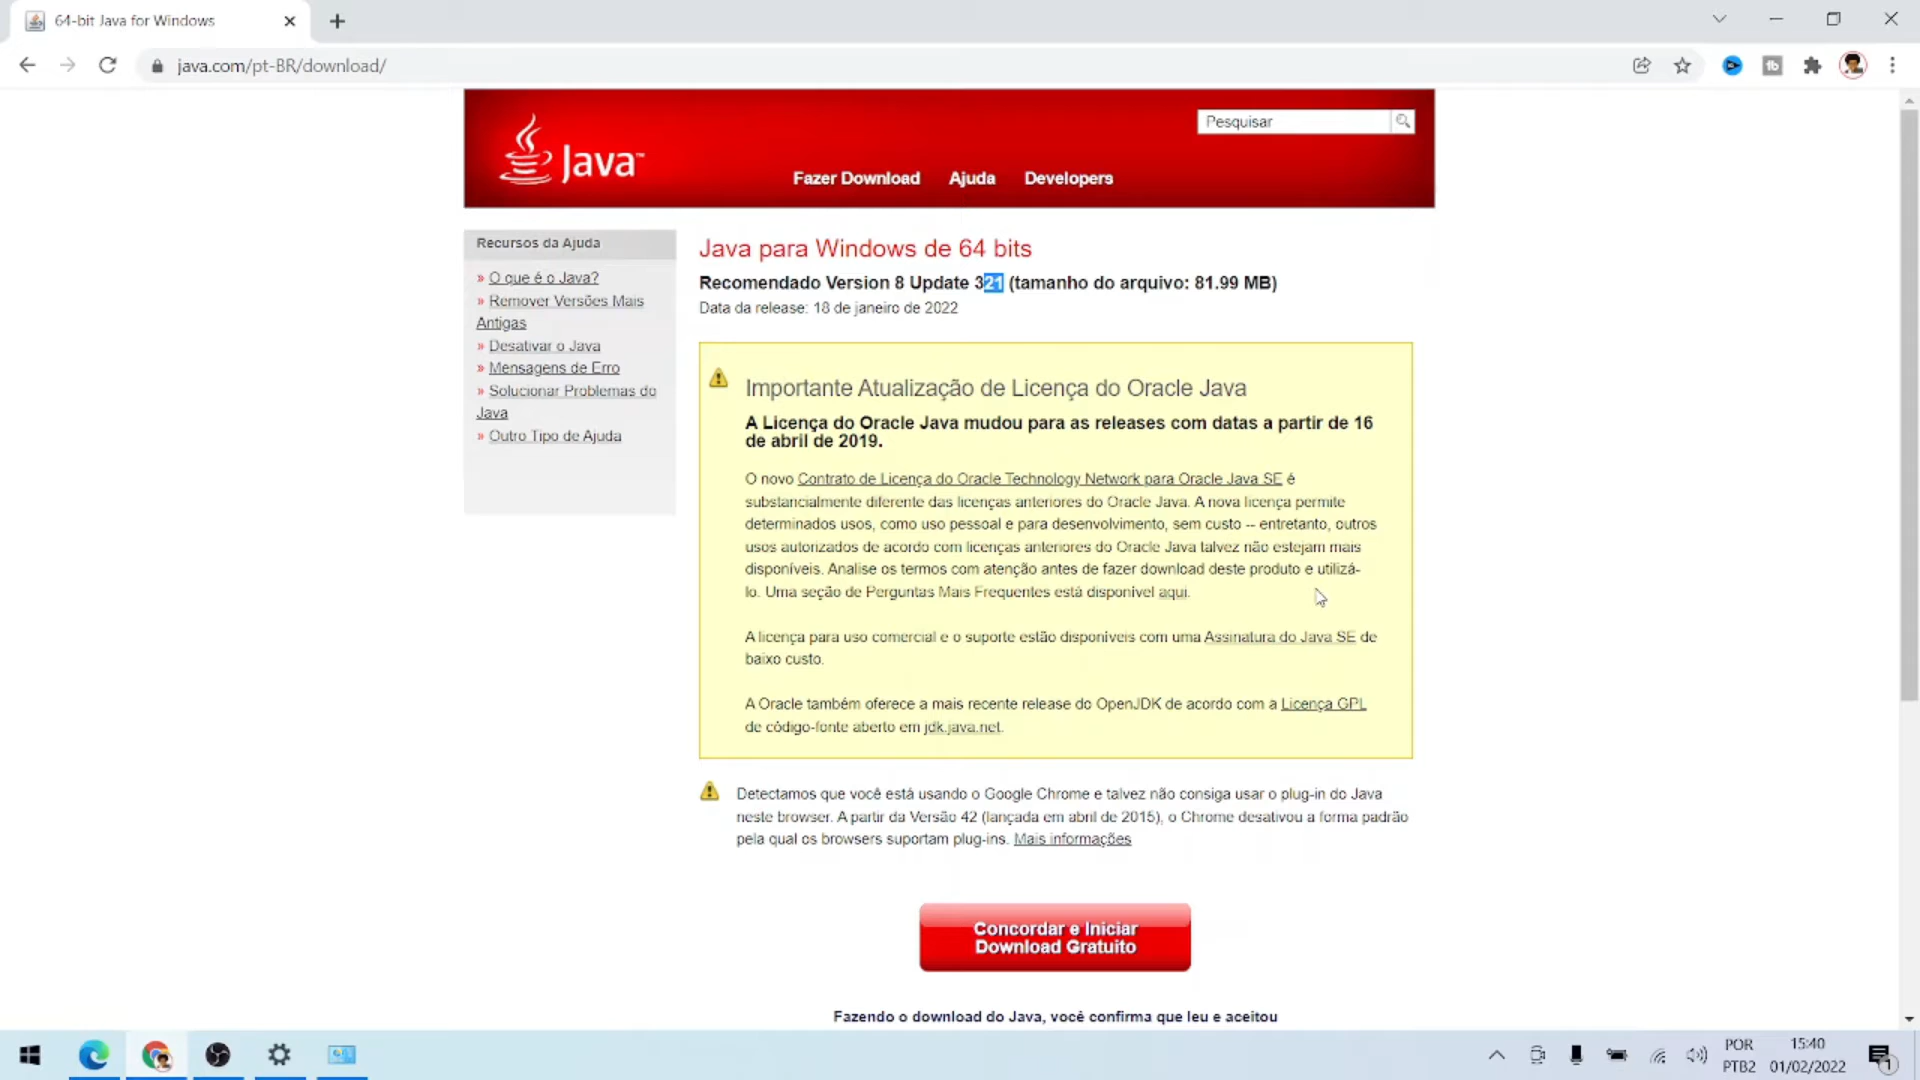 64-bit Java for Windows
java.com/pt-BR/download/
Java™
Pesquisar
Fazer Download
Ajuda
Developers
Recursos da Ajuda
» O que é o Java?
» Remover Versões Mais
Antigas
» Desativar o Java
» Mensagens de Erro
» Solucionar Problemas do
Java
» Outro Tipo de Ajuda
Java para Windows de 64 bits
Recomendado Version 8 Update 321 (tamanho do arquivo: 81.99 MB)
Data da release: 18 de janeiro de 2022
Importante Atualização de Licença do Oracle Java
A Licença do Oracle Java mudou para as releases com datas a partir de 16
de abril de 2019.
O novo Contrato de Licença do Oracle Technology Network para Oracle Java SE é
substancialmente diferente das licenças anteriores do Oracle Java. A nova licença permite
determinados usos, como uso pessoal e para desenvolvimento, sem custo -- entretanto, outros
usos autorizados de acordo com licenças anteriores do Oracle Java talvez não estejam mais
disponíveis. Analise os termos com atenção antes de fazer download deste produto e utilizá-
lo. Uma seção de Perguntas Mais Frequentes está disponível aqui.
A licença para uso comercial e o suporte estão disponíveis com uma Assinatura do Java SE de
baixo custo.
A Oracle também oferece a mais recente release do OpenJDK de acordo com a Licença GPL
de código-fonte aberto em jdk.java.net.
Detectamos que você está usando o Google Chrome e talvez não consiga usar o plug-in do Java
neste browser. A partir da Versão 42 (lançada em abril de 2015), o Chrome desativou a forma padrão
pela qual os browsers suportam plug-ins. Mais informações
Concordar e Iniciar
Download Gratuito
Fazendo o download do Java, você confirma que leu e aceitou
POR
PTB2
15:40
01/02/2022
1